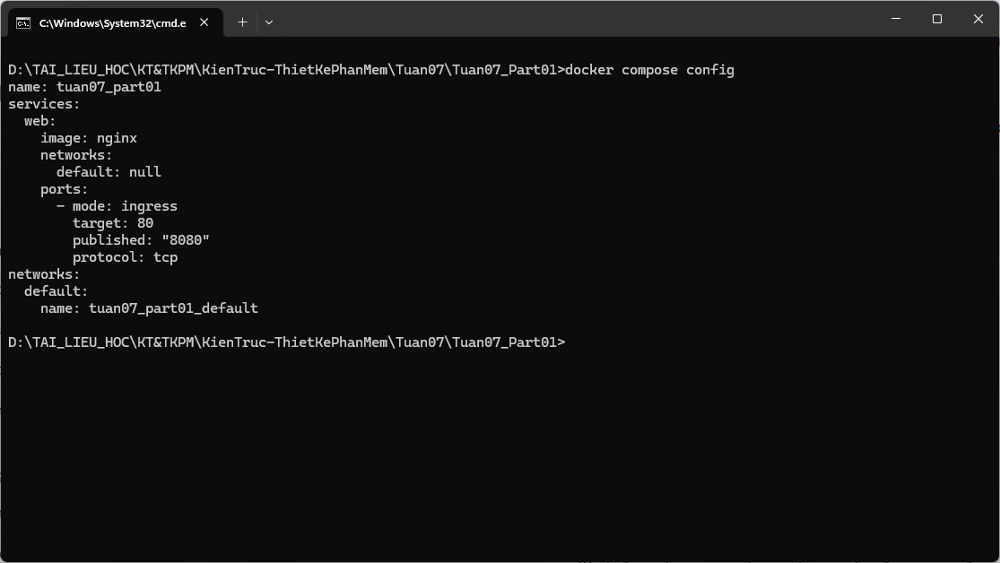 C:\Windows\System32\cmd.e
D:\TAI_LIEU_HOC\KT&TKPM\KienTruc-ThietKePhanMem\Tuan07\Tuan07_Part01>docker compose config
name: tuan07_part01
services:
  web:
    image: nginx
    networks:
      default: null
    ports:
      - mode: ingress
        target: 80
        published: "8080"
        protocol: tcp
networks:
  default:
    name: tuan07_part01_default
D:\TAI_LIEU_HOC\KT&TKPM\KienTruc-ThietKePhanMem\Tuan07\Tuan07_Part01>